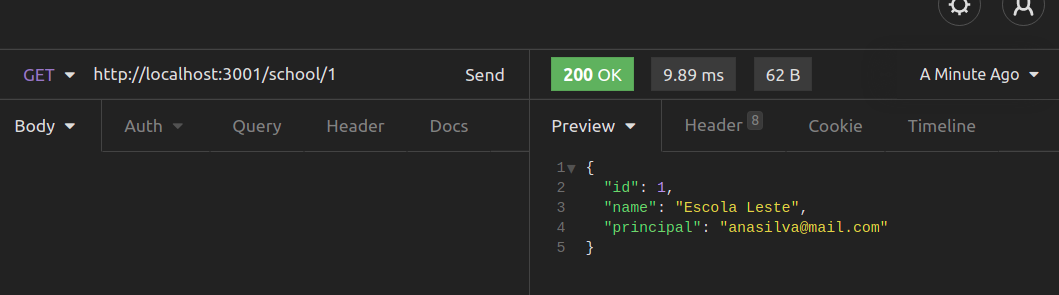 GET http://localhost:3001/school/1 Send
200 OK 9.89 ms 62 B A Minute Ago
Body Auth Query Header Docs
Preview Header 8 Cookie Timeline
1 {
2 "id": 1,
3 "name": "Escola Leste",
4 "principal": "anasilva@mail.com"
5 }